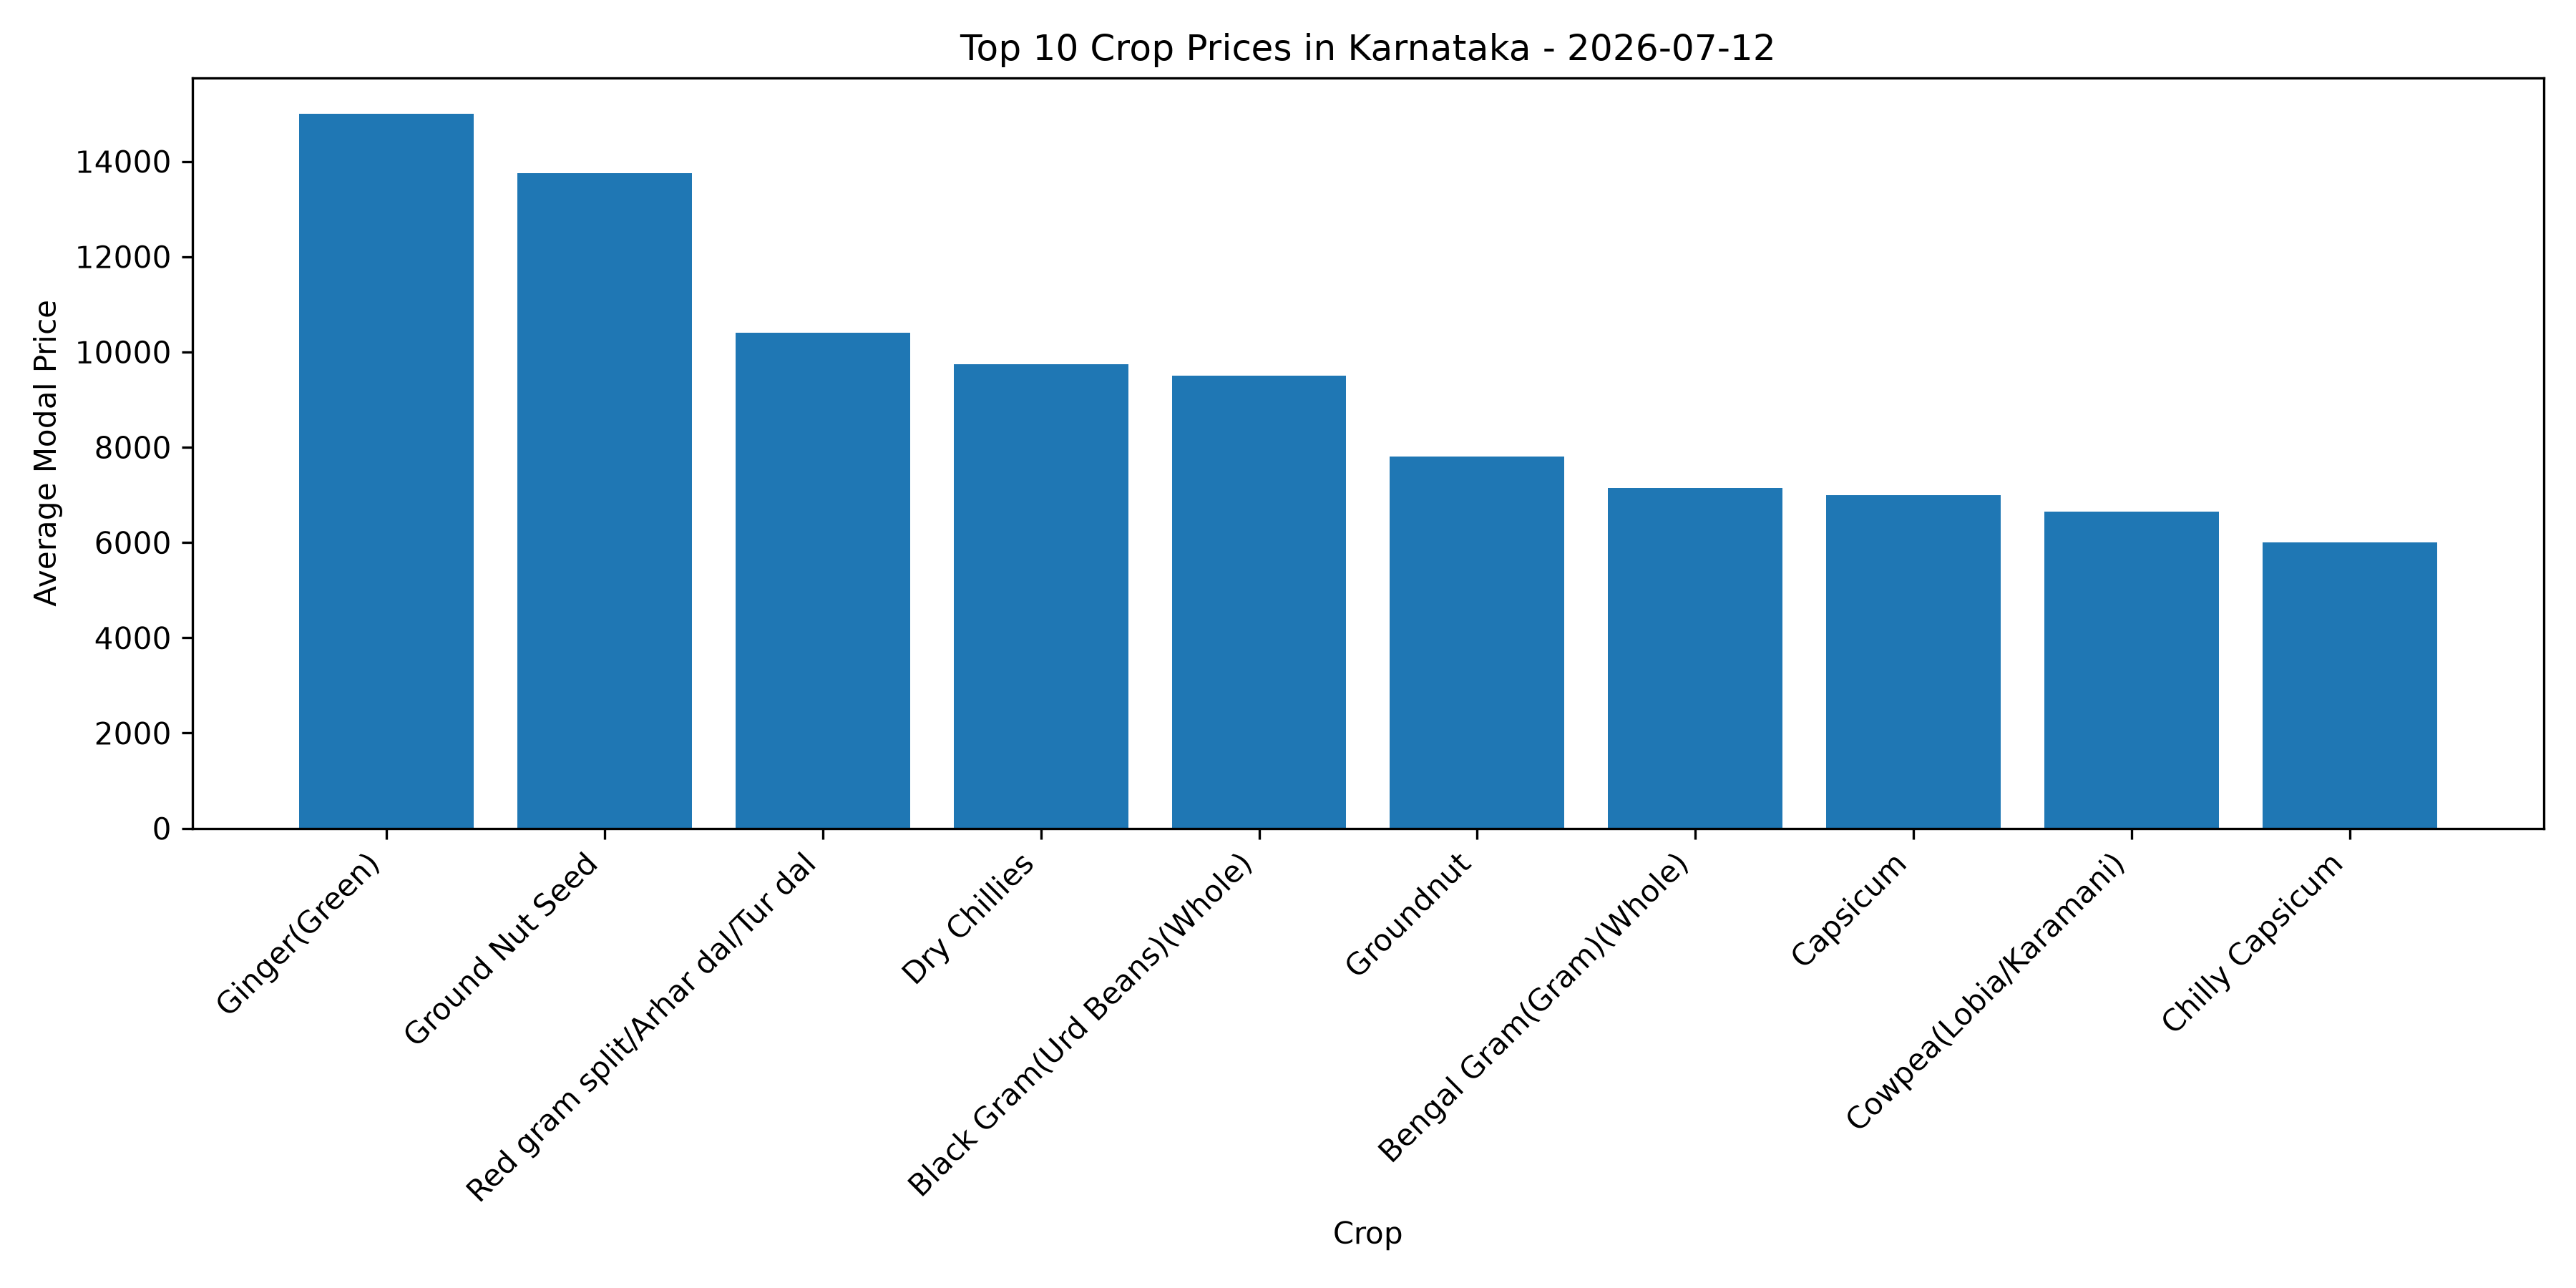 Top 10 Crop Prices in Karnataka - 2026-07-12
Average Modal Price
14000
12000
10000
8000
6000
4000
2000
0
Ginger(Green)
Ground Nut Seed
Red gram split/Arhar dal/Tur dal
Dry Chillies
Black Gram(Urd Beans)(Whole)
Groundnut
Bengal Gram(Gram)(Whole)
Capsicum
Cowpea(Lobia/Karamani)
Chilly Capsicum
Crop